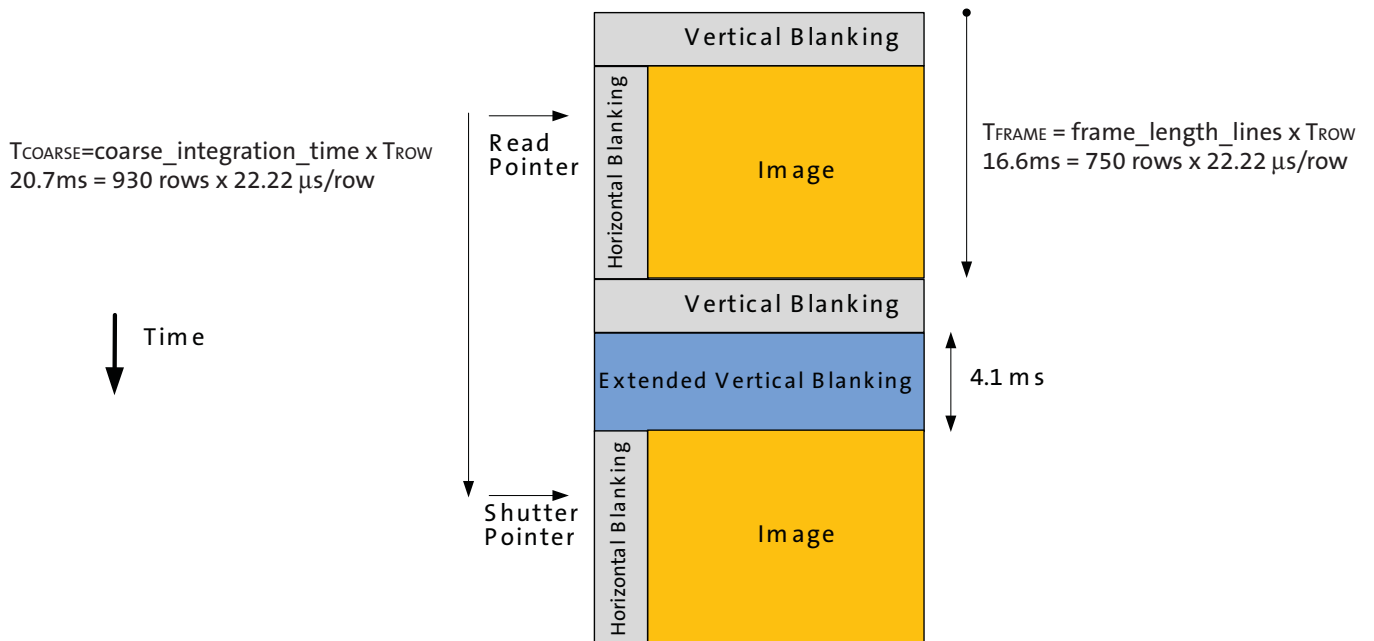 Vertical Blanking
Horizontal Blanking
Image
Read
Pointer
TCOARSE=coarse_integration_time x TROW
20.7ms = 930 rows x 22.22 μs/row
TFRAME = frame_length_lines x TROW
16.6ms = 750 rows x 22.22 μs/row
Vertical Blanking
Time
Extended Vertical Blanking
4.1 ms
Horizontal Blanking
Image
Shutter
Pointer